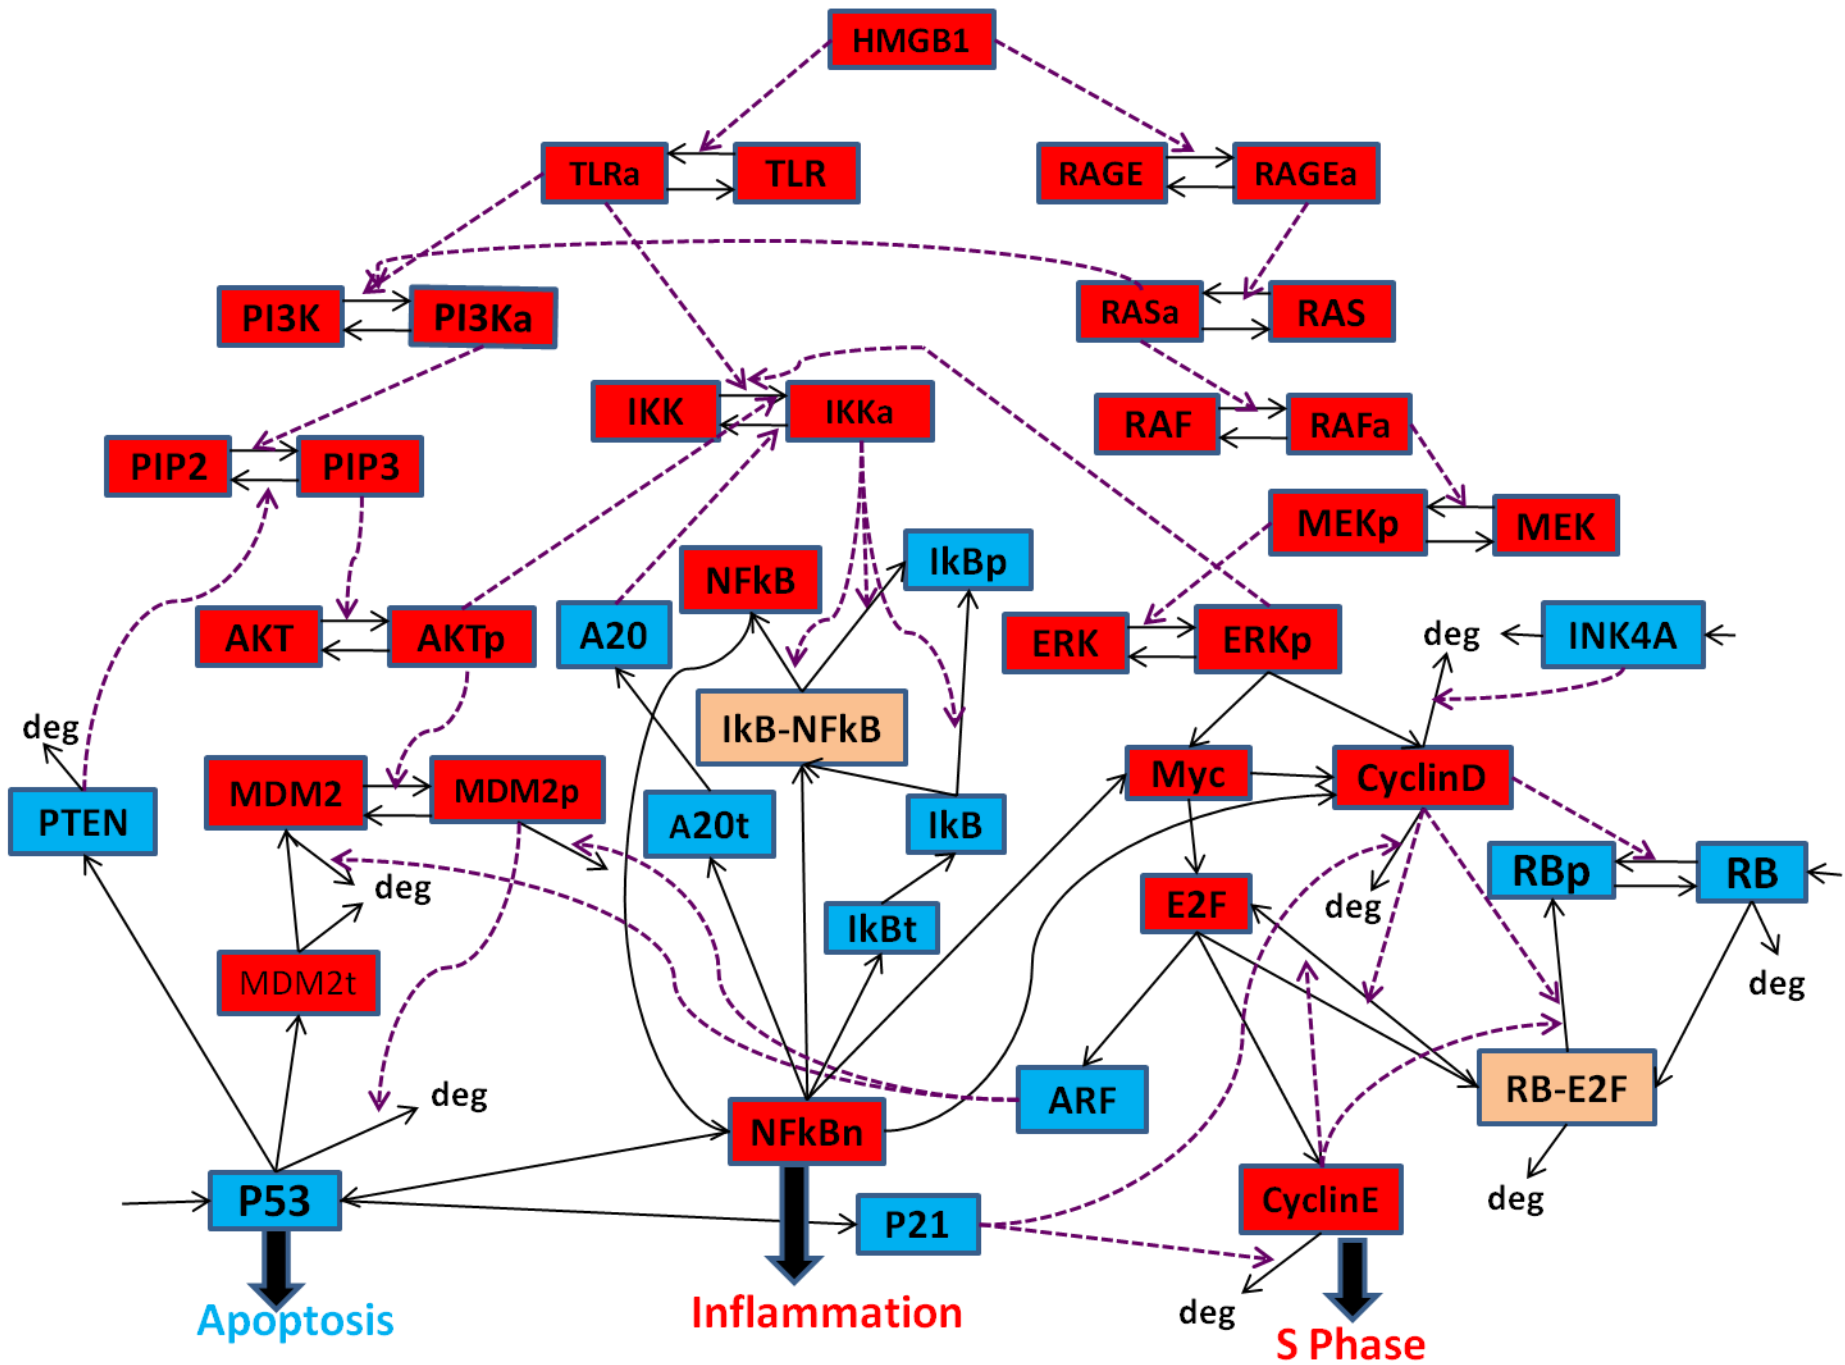 HMGB1
TLRa
TLR
RAGE
RAGEa
PI3K
PI3Ka
RASa
RAS
IKK
IKKa
RAF
RAFa
PIP2
PIP3
MEKp
MEK
NFkB
IkBp
AKT
AKTp
A20
ERK
ERKp
deg
INK4A
deg
IkB-NFkB
MDM2
MDM2p
Myc
CyclinD
PTEN
A20t
IkB
RBp
RB
deg
E2F
deg
IkBt
MDM2t
deg
deg
ARF
RB-E2F
NFkBn
P53
P21
CyclinE
deg
deg
Apoptosis
Inflammation
S Phase